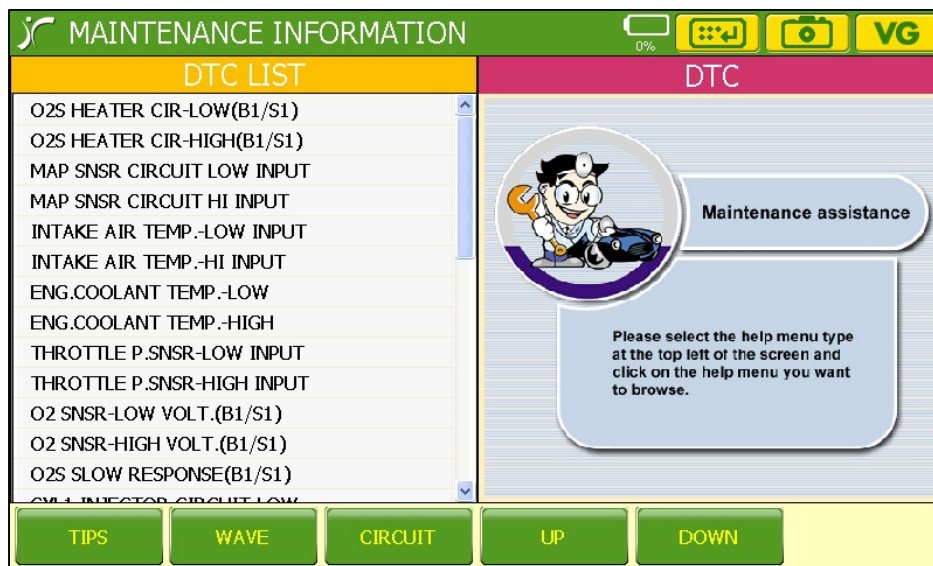 MAINTENANCE INFORMATION
0%
VG
DTC LIST
DTC
O2S HEATER CIR-LOW(B1/S1)
O2S HEATER CIR-HIGH(B1/S1)
MAP SNSR CIRCUIT LOW INPUT
MAP SNSR CIRCUIT HI INPUT
INTAKE AIR TEMP.-LOW INPUT
INTAKE AIR TEMP.-HI INPUT
ENG.COOLANT TEMP.-LOW
ENG.COOLANT TEMP.-HIGH
THROTTLE P.SNSR-LOW INPUT
THROTTLE P.SNSR-HIGH INPUT
O2 SNSR-LOW VOLT.(B1/S1)
O2 SNSR-HIGH VOLT.(B1/S1)
O2S SLOW RESPONSE(B1/S1)
CYL1 INJECTOR CIRCUIT LOW
Maintenance assistance
Please select the help menu type
at the top left of the screen and
click on the help menu you want
to browse.
TIPS
WAVE
CIRCUIT
UP
DOWN